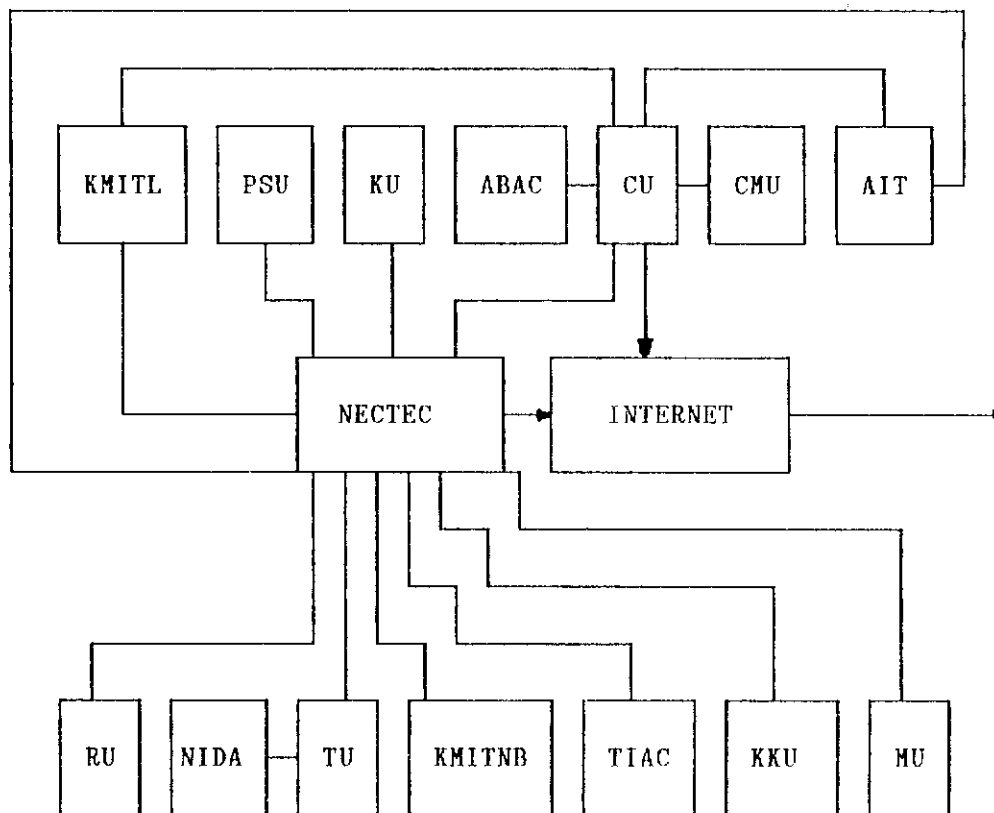 KMITL PSU KU ABAC CU CMU AIT
NECTEC INTERNET
RU NIDA TU KMITNB TIAC KKU MU